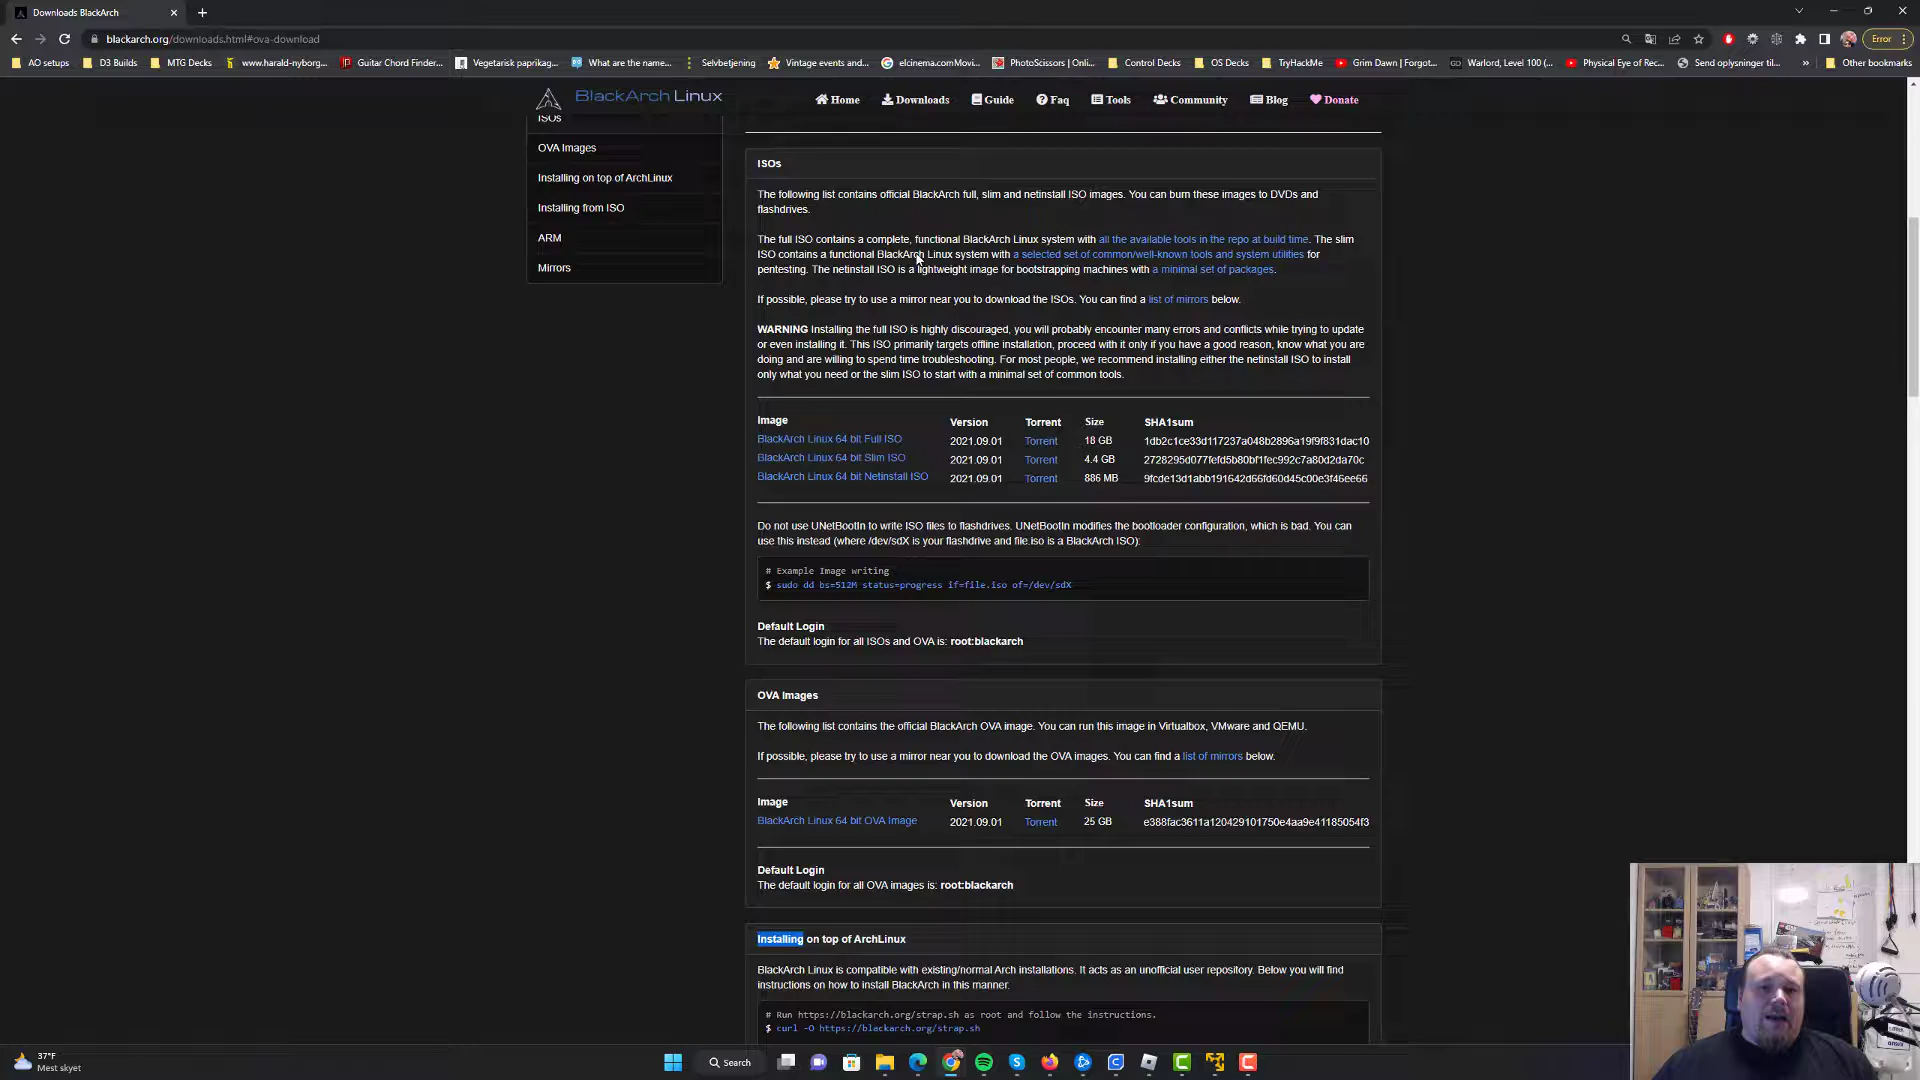 Downloads BlackArch
blackarch.org/downloads.html#ova-download
Error
AO setups
D3 Builds
MTG Decks
www.harald-nyborg...
Guitar Chord Finder...
Vegetarisk paprikag...
What are the name...
Selvbetjening
Vintage events and...
elcinema.comMovi...
PhotoScissors | Onli...
Control Decks
OS Decks
TryHackMe
Grim Dawn | Forgot...
Warlord, Level 100 |...
Physical Eye of Rec...
Send oplysninger til...
»
Other bookmarks
BlackArch Linux
Home
Downloads
Guide
Faq
Tools
Community
Blog
Donate
ISOs
OVA Images
Installing on top of ArchLinux
Installing from ISO
ARM
Mirrors
ISOs
The following list contains official BlackArch full, slim and netinstall ISO images. You can burn these images to DVDs and
flashdrives.
The full ISO contains a complete, functional BlackArch Linux system with all the available tools in the repo at build time. The slim
ISO contains a functional BlackArch Linux system with a selected set of common/well-known tools and system utilities for
pentesting. The netinstall ISO is a lightweight image for bootstrapping machines with a minimal set of packages.
If possible, please try to use a mirror near you to download the ISOs. You can find a list of mirrors below.
WARNING Installing the full ISO is highly discouraged, you will probably encounter many errors and conflicts while trying to update
or even installing it. This ISO primarily targets offline installation, proceed with it only if you have a good reason, know what you are
doing and are willing to spend time troubleshooting. For most people, we recommend installing either the netinstall ISO to install
only what you need or the slim ISO to start with a minimal set of common tools.
Image Version Torrent Size SHA1sum
BlackArch Linux 64 bit Full ISO 2021.09.01 Torrent 18 GB 1db2c1ce33d117237a048b2896a19f9f831dac10
BlackArch Linux 64 bit Slim ISO 2021.09.01 Torrent 4.4 GB 2728295d077fefd5b80bf1fec992c7a80d2da70c
BlackArch Linux 64 bit Netinstall ISO 2021.09.01 Torrent 886 MB 9fcde13d1abb191642d66fd60d45c00e3f46ee66
Do not use UNetBootIn to write ISO files to flashdrives. UNetBootIn modifies the bootloader configuration, which is bad. You can
use this instead (where /dev/sdX is your flashdrive and file.iso is a BlackArch ISO):
# Example Image writing
$ sudo dd bs=512M status=progress if=file.iso of=/dev/sdX
Default Login
The default login for all ISOs and OVA is: root:blackarch
OVA Images
The following list contains the official BlackArch OVA image. You can run this image in Virtualbox, VMware and QEMU.
If possible, please try to use a mirror near you to download the OVA images. You can find a list of mirrors below.
Image Version Torrent Size SHA1sum
BlackArch Linux 64 bit OVA Image 2021.09.01 Torrent 25 GB e388fac3611a120429101750e4aa9e41185054f3
Default Login
The default login for all OVA images is: root:blackarch
Installing on top of ArchLinux
BlackArch Linux is compatible with existing/normal Arch installations. It acts as an unofficial user repository. Below you will find
instructions on how to install BlackArch in this manner.
# Run https://blackarch.org/strap.sh as root and follow the instructions.
$ curl -O https://blackarch.org/strap.sh
37°F
Mest skyet
Search